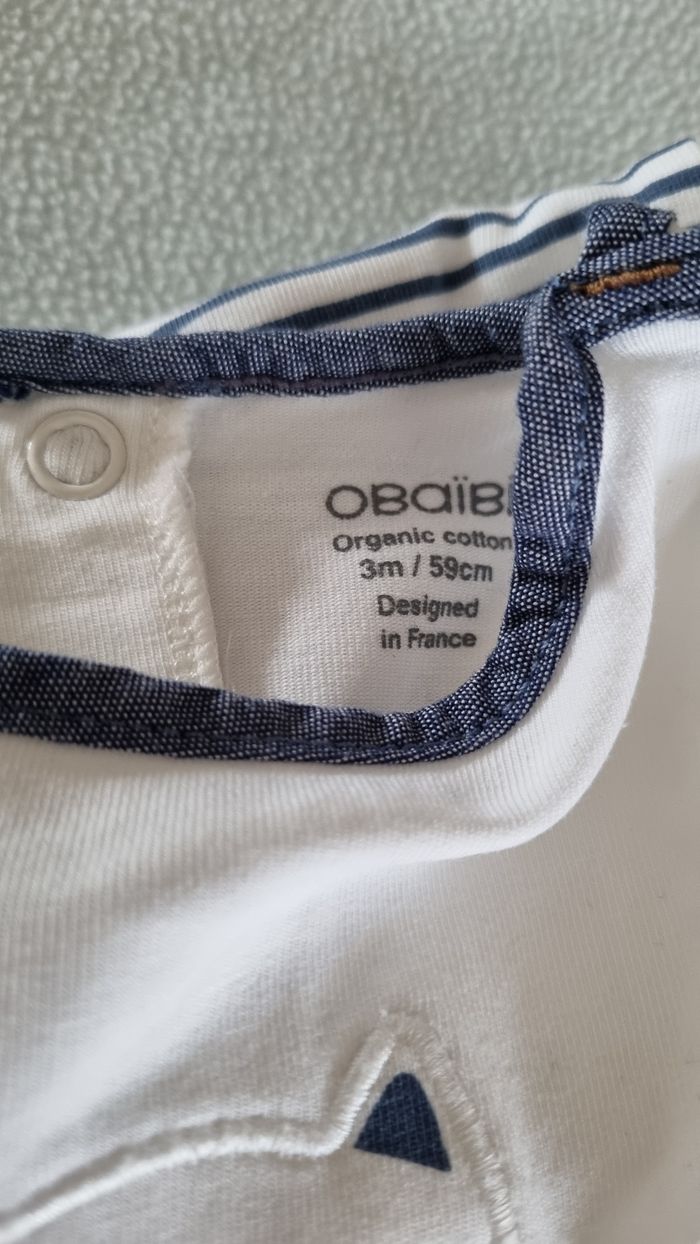 OBaïB
Organic cotton
3m / 59cm
Designed
in France